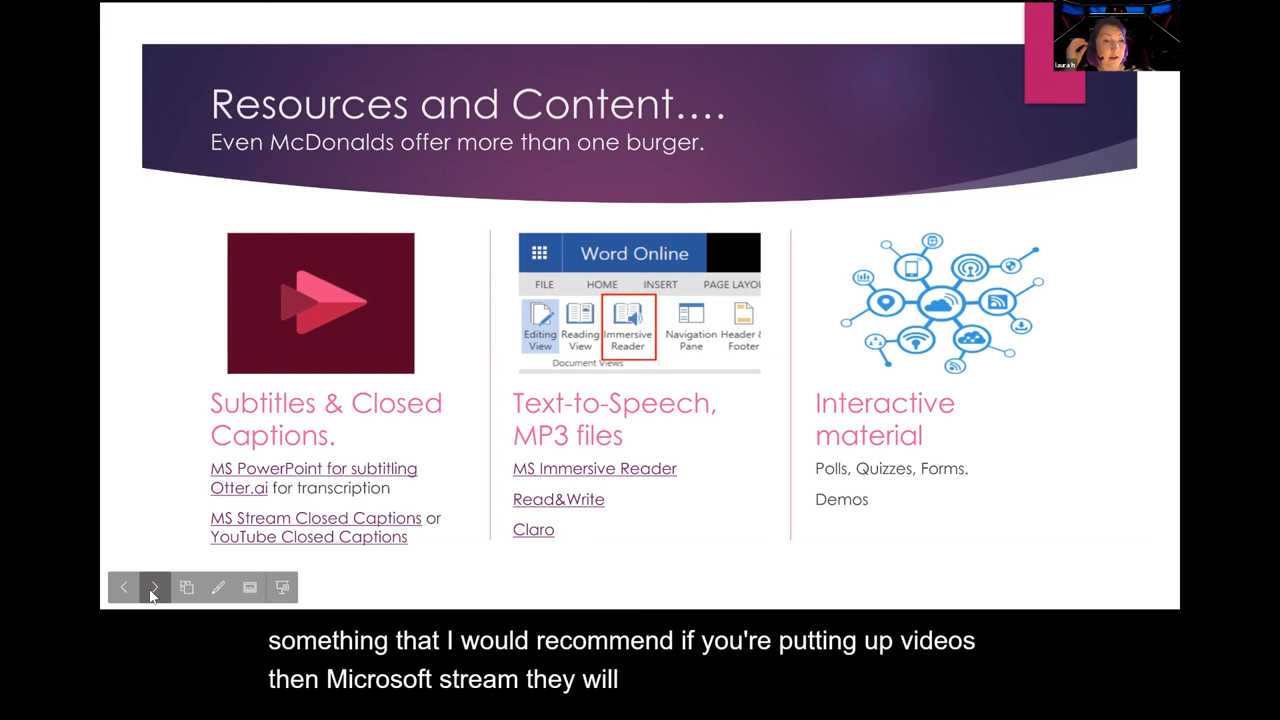 laura h
Resources and Content....
Even McDonalds offer more than one burger.
Subtitles & Closed
Captions.
MS PowerPoint for subtitling
Otter.ai for transcription
MS Stream Closed Captions or
YouTube Closed Captions
Word Online
FILE HOME INSERT PAGE LAYOU
Editing View
Reading View
Immersive Reader
Navigation Pane
Header & Footer
Document Views
Text-to-Speech,
MP3 files
MS Immersive Reader
Read&Write
Claro
Interactive
material
Polls, Quizzes, Forms.
Demos
something that I would recommend if you're putting up videos
then Microsoft stream they will